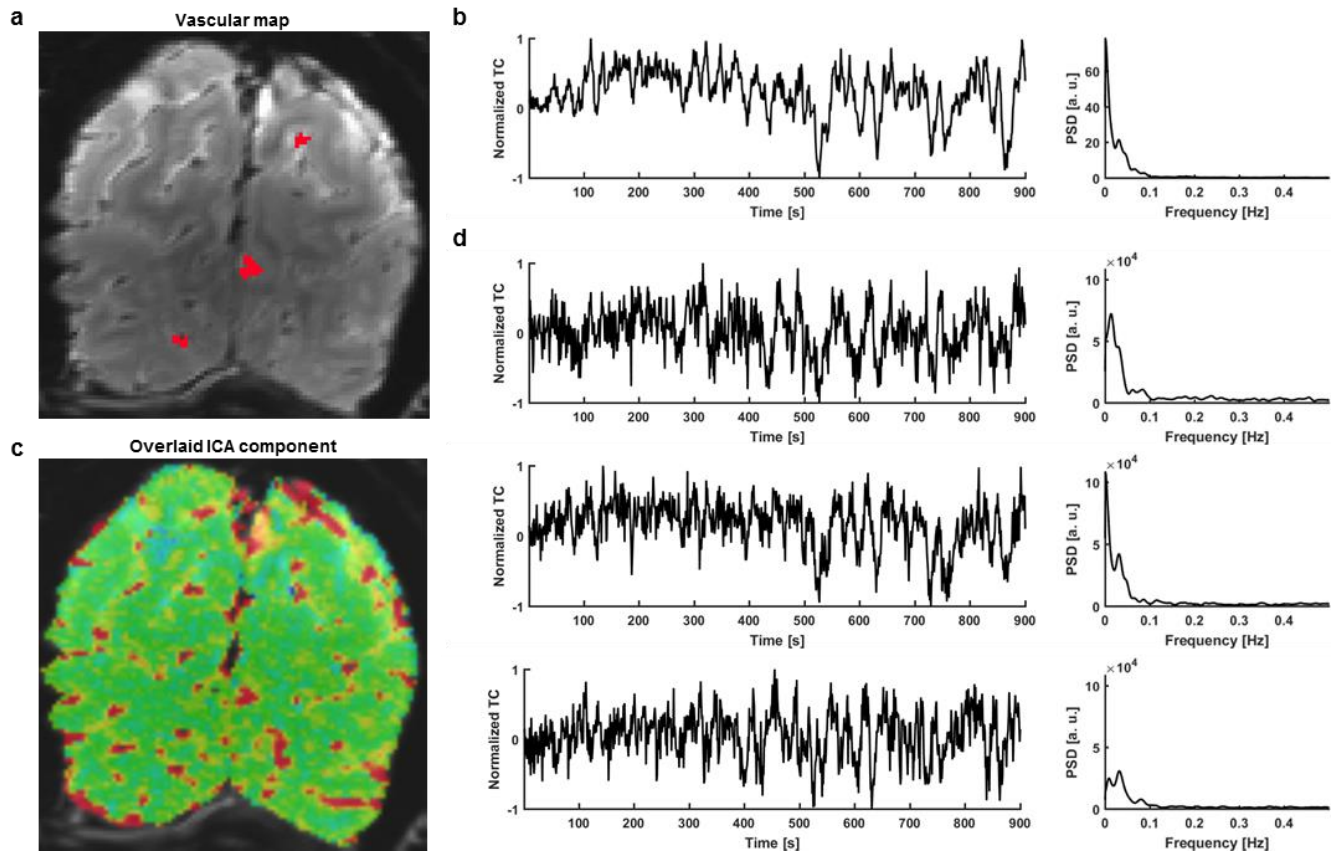 a
Vascular map
b
1
0
-1
Normalized TC
100 200 300 400 500 600 700 800 900
Time [s]
60
40
20
0
PSD [a. u.]
0 0.1 0.2 0.3 0.4
Frequency [Hz]
c
Overlaid ICA component
d
1
0
-1
Normalized TC
100 200 300 400 500 600 700 800 900
Time [s]
×10⁴
10
5
0
PSD [a. u.]
0 0.1 0.2 0.3 0.4
Frequency [Hz]
1
0
-1
Normalized TC
100 200 300 400 500 600 700 800 900
Time [s]
×10⁴
10
5
0
PSD [a. u.]
0 0.1 0.2 0.3 0.4
Frequency [Hz]
1
0
-1
Normalized TC
100 200 300 400 500 600 700 800 900
Time [s]
×10⁴
10
5
0
PSD [a. u.]
0 0.1 0.2 0.3 0.4
Frequency [Hz]